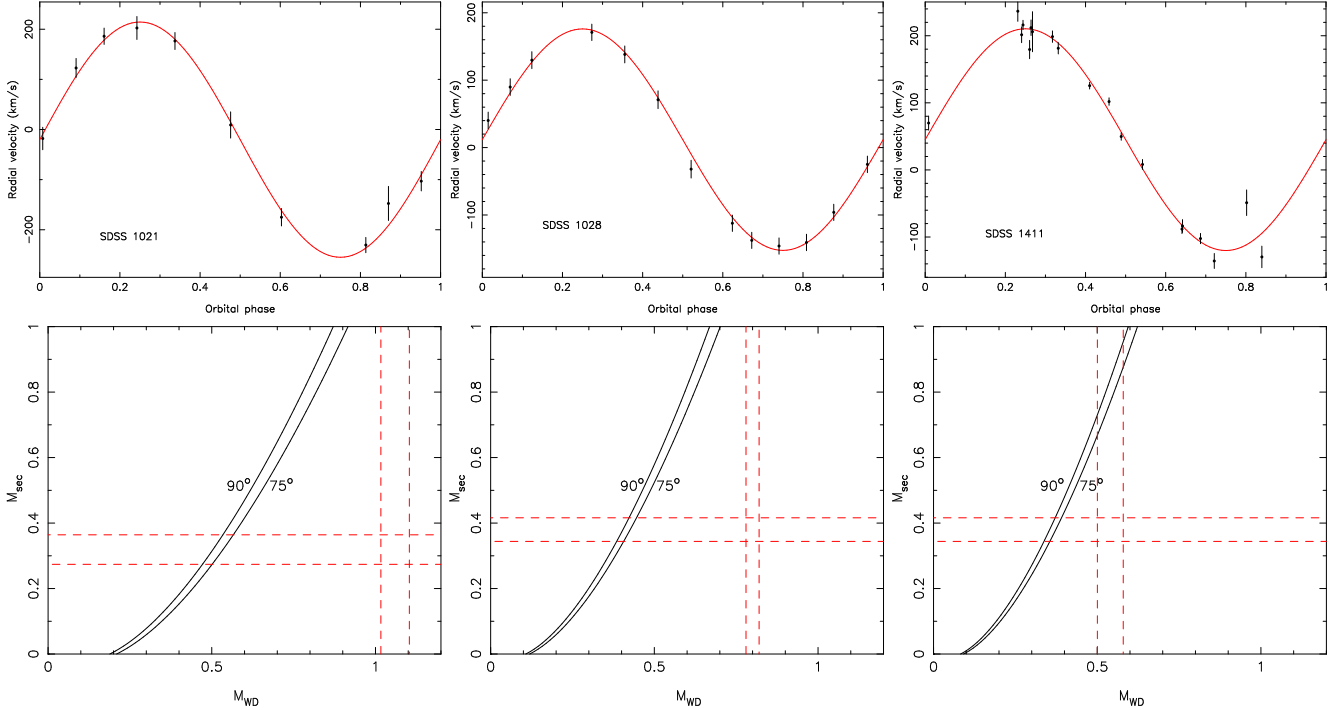 200
0
−200
Radial velocity (km/s)
SDSS 1021
0 0.2 0.4 0.6 0.8 1
Orbital phase
200
100
0
−100
Radial velocity (km/s)
SDSS 1028
0 0.2 0.4 0.6 0.8 1
Orbital phase
200
100
0
−100
Radial velocity (km/s)
SDSS 1411
0 0.2 0.4 0.6 0.8 1
Orbital phase
1
0.8
0.6
0.4
0.2
0
Msec
90° 75°
0 0.5 1
MWD
1
0.8
0.6
0.4
0.2
0
Msec
90° 75°
0 0.5 1
MWD
1
0.8
0.6
0.4
0.2
0
Msec
90° 75°
0 0.5 1
MWD